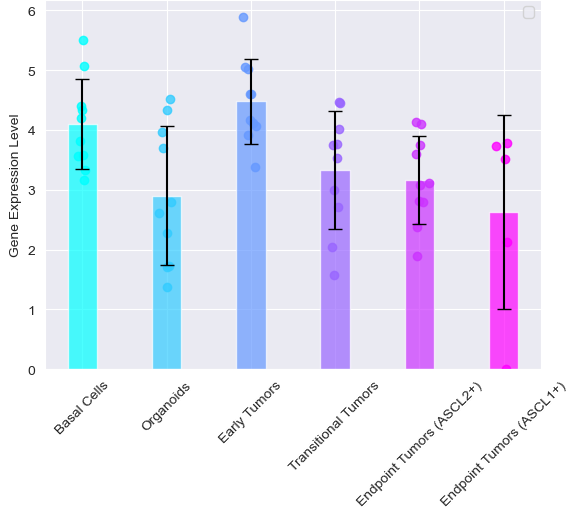 6
5
4
3
2
1
0
Gene Expression Level
Basal Cells
Organoids
Early Tumors
Transitional Tumors
Endpoint Tumors (ASCL2+)
Endpoint Tumors (ASCL1+)